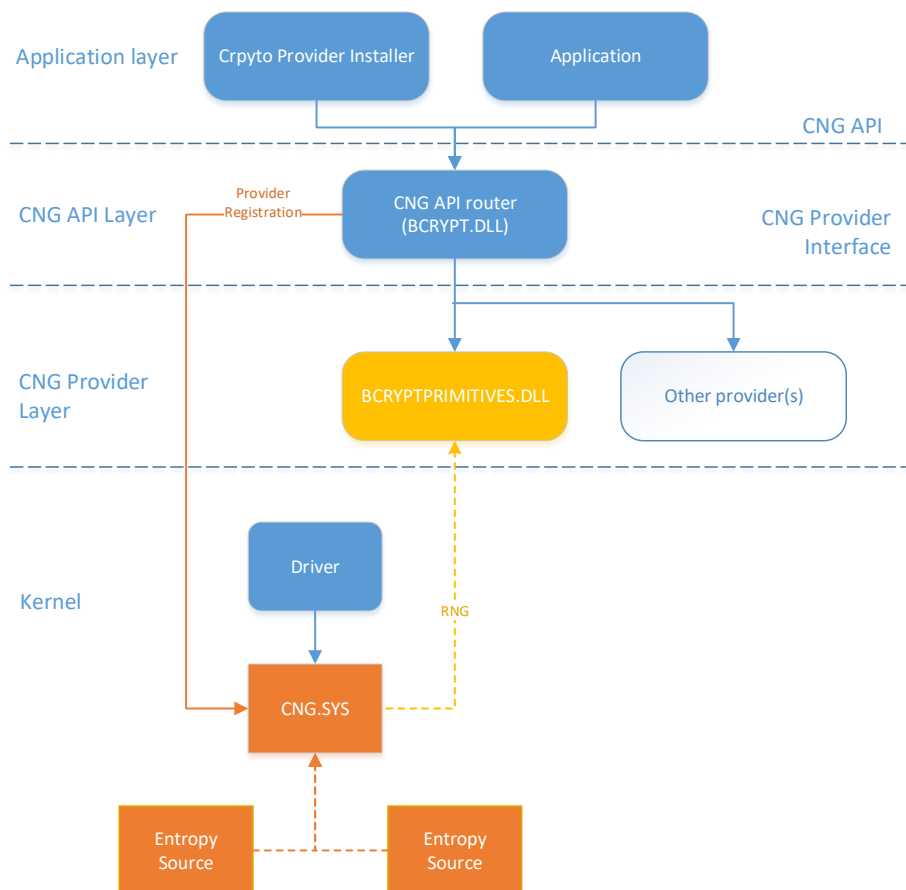 Application layer
Crpyto Provider Installer
Application
CNG API
Provider
Registration
CNG API Layer
CNG API router
(BCRYPT.DLL)
CNG Provider
Interface
CNG Provider
Layer
BCRYPTPRIMITIVES.DLL
Other provider(s)
Kernel
Driver
RNG
CNG.SYS
Entropy
Source
Entropy
Source